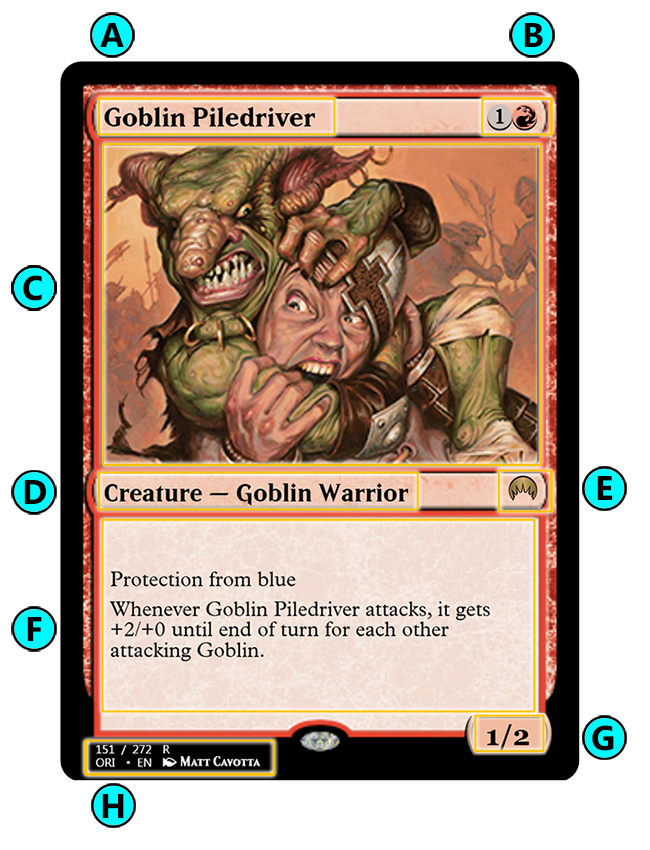 A
B
Goblin Piledriver
1
C
D
Creature — Goblin Warrior
E
Protection from blue
Whenever Goblin Piledriver attacks, it gets
+2/+0 until end of turn for each other
attacking Goblin.
F
1/2
G
151 / 272 R
ORI • EN Matt Cavotta
H